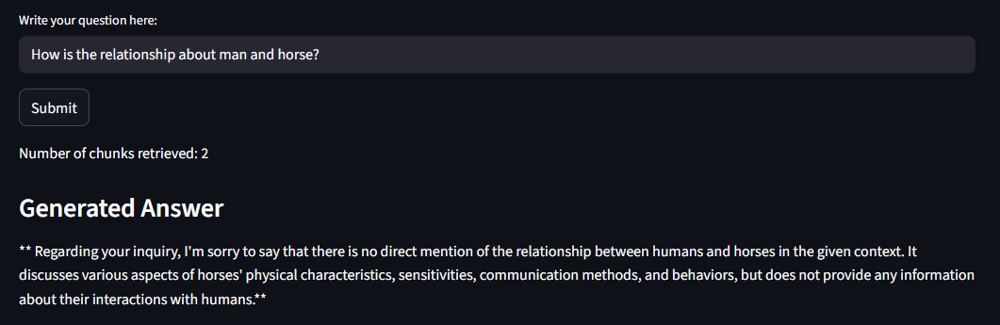 Write your question here:
How is the relationship about man and horse?
Submit
Number of chunks retrieved: 2
Generated Answer
** Regarding your inquiry, I'm sorry to say that there is no direct mention of the relationship between humans and horses in the given context. It
discusses various aspects of horses' physical characteristics, sensitivities, communication methods, and behaviors, but does not provide any information
about their interactions with humans.**